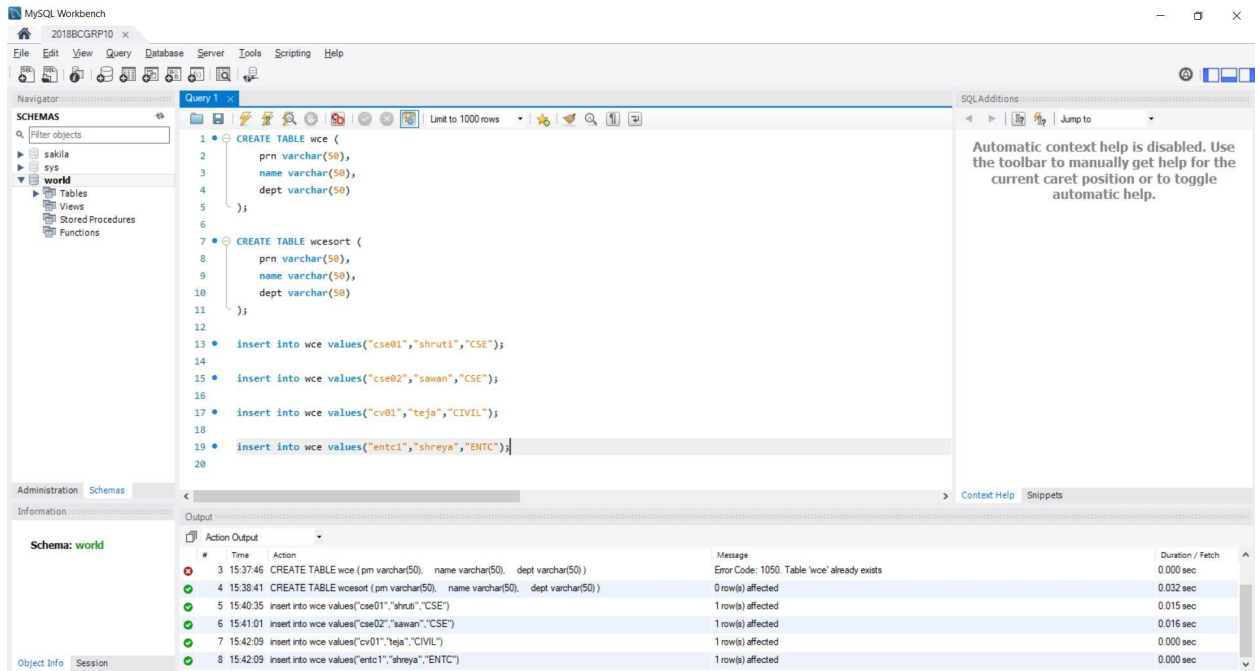 MySQL Workbench
2018BCGRP10 ×
File Edit View Query Database Server Tools Scripting Help
Navigator
SCHEMAS
Filter objects
sakila
sys
world
Tables
Views
Stored Procedures
Functions
Administration Schemas
Information
Schema: world
Object Info Session
Query 1 ×
Limit to 1000 rows
1 CREATE TABLE wce (
2 prn varchar(50),
3 name varchar(50),
4 dept varchar(50)
5 );
6
7 CREATE TABLE wcesort (
8 prn varchar(50),
9 name varchar(50),
10 dept varchar(50)
11 );
12
13 insert into wce values("cse01","shruti","CSE");
14
15 insert into wce values("cse02","sawan","CSE");
16
17 insert into wce values("cv01","teja","CIVIL");
18
19 insert into wce values("entc1","shreya","ENTC");
20
SQLAdditions
Jump to
Automatic context help is disabled. Use
the toolbar to manually get help for the
current caret position or to toggle
automatic help.
Context Help Snippets
Output
Action Output
# Time Action Message Duration / Fetch
3 15:37:46 CREATE TABLE wce ( prn varchar(50), name varchar(50), dept varchar(50) ) Error Code: 1050. Table 'wce' already exists 0.000 sec
4 15:38:41 CREATE TABLE wcesort ( prn varchar(50), name varchar(50), dept varchar(50) ) 0 row(s) affected 0.032 sec
5 15:40:35 insert into wce values("cse01","shruti","CSE") 1 row(s) affected 0.015 sec
6 15:41:01 insert into wce values("cse02","sawan","CSE") 1 row(s) affected 0.016 sec
7 15:42:09 insert into wce values("cv01","teja","CIVIL") 1 row(s) affected 0.000 sec
8 15:42:09 insert into wce values("entc1","shreya","ENTC") 1 row(s) affected 0.000 sec